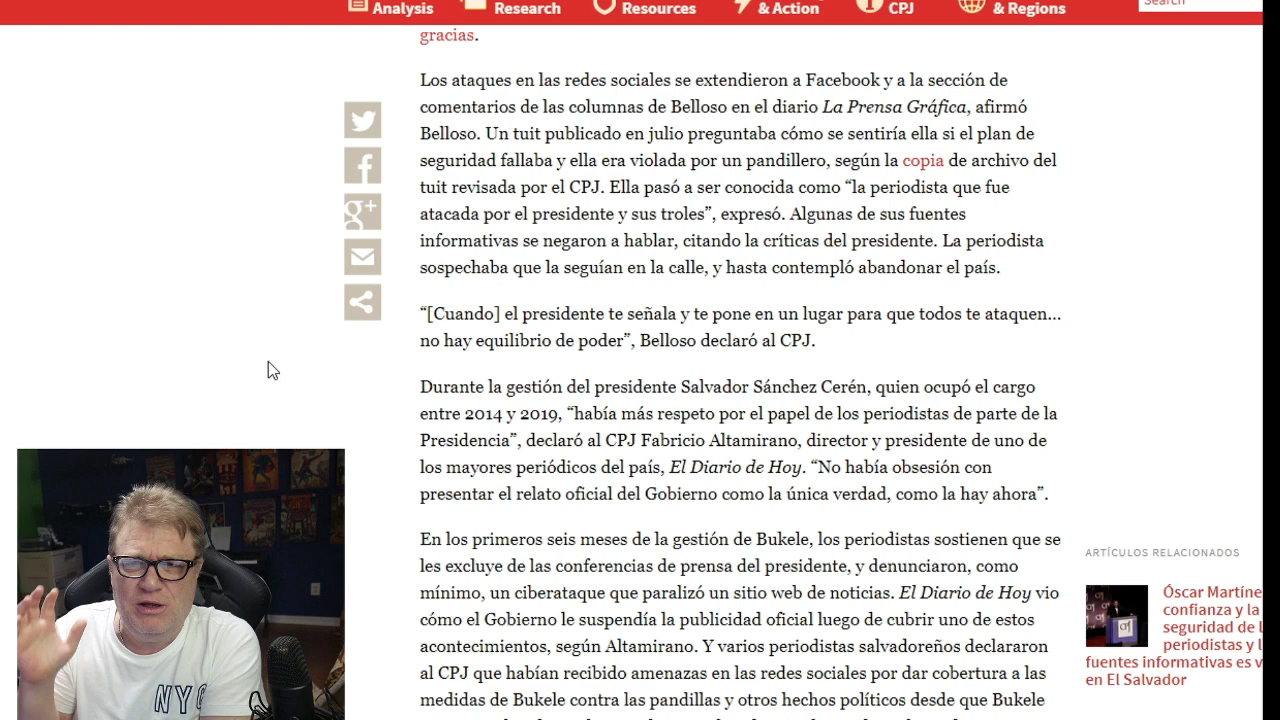 Analysis
Research
Resources
& Action
CPJ
& Regions
Search
gracias.
Los ataques en las redes sociales se extendieron a Facebook y a la sección de
comentarios de las columnas de Belloso en el diario La Prensa Gráfica, afirmó
Belloso. Un tuit publicado en julio preguntaba cómo se sentiría ella si el plan de
seguridad fallaba y ella era violada por un pandillero, según la copia de archivo del
tuit revisada por el CPJ. Ella pasó a ser conocida como “la periodista que fue
atacada por el presidente y sus troles”, expresó. Algunas de sus fuentes
informativas se negaron a hablar, citando la críticas del presidente. La periodista
sospechaba que la seguían en la calle, y hasta contempló abandonar el país.
“[Cuando] el presidente te señala y te pone en un lugar para que todos te ataquen…
no hay equilibrio de poder”, Belloso declaró al CPJ.
Durante la gestión del presidente Salvador Sánchez Cerén, quien ocupó el cargo
entre 2014 y 2019, “había más respeto por el papel de los periodistas de parte de la
Presidencia”, declaró al CPJ Fabricio Altamirano, director y presidente de uno de
los mayores periódicos del país, El Diario de Hoy. “No había obsesión con
presentar el relato oficial del Gobierno como la única verdad, como la hay ahora”.
En los primeros seis meses de la gestión de Bukele, los periodistas sostienen que se
les excluye de las conferencias de prensa del presidente, y denunciaron, como
mínimo, un ciberataque que paralizó un sitio web de noticias. El Diario de Hoy vio
cómo el Gobierno le suspendía la publicidad oficial luego de cubrir uno de estos
acontecimientos, según Altamirano. Y varios periodistas salvadoreños declararon
al CPJ que habían recibido amenazas en las redes sociales por dar cobertura a las
medidas de Bukele contra las pandillas y otros hechos políticos desde que Bukele
ARTÍCULOS RELACIONADOS
Óscar Martíne
confianza y la
seguridad de l
periodistas y l
fuentes informativas es v
en El Salvador
g+
NYC